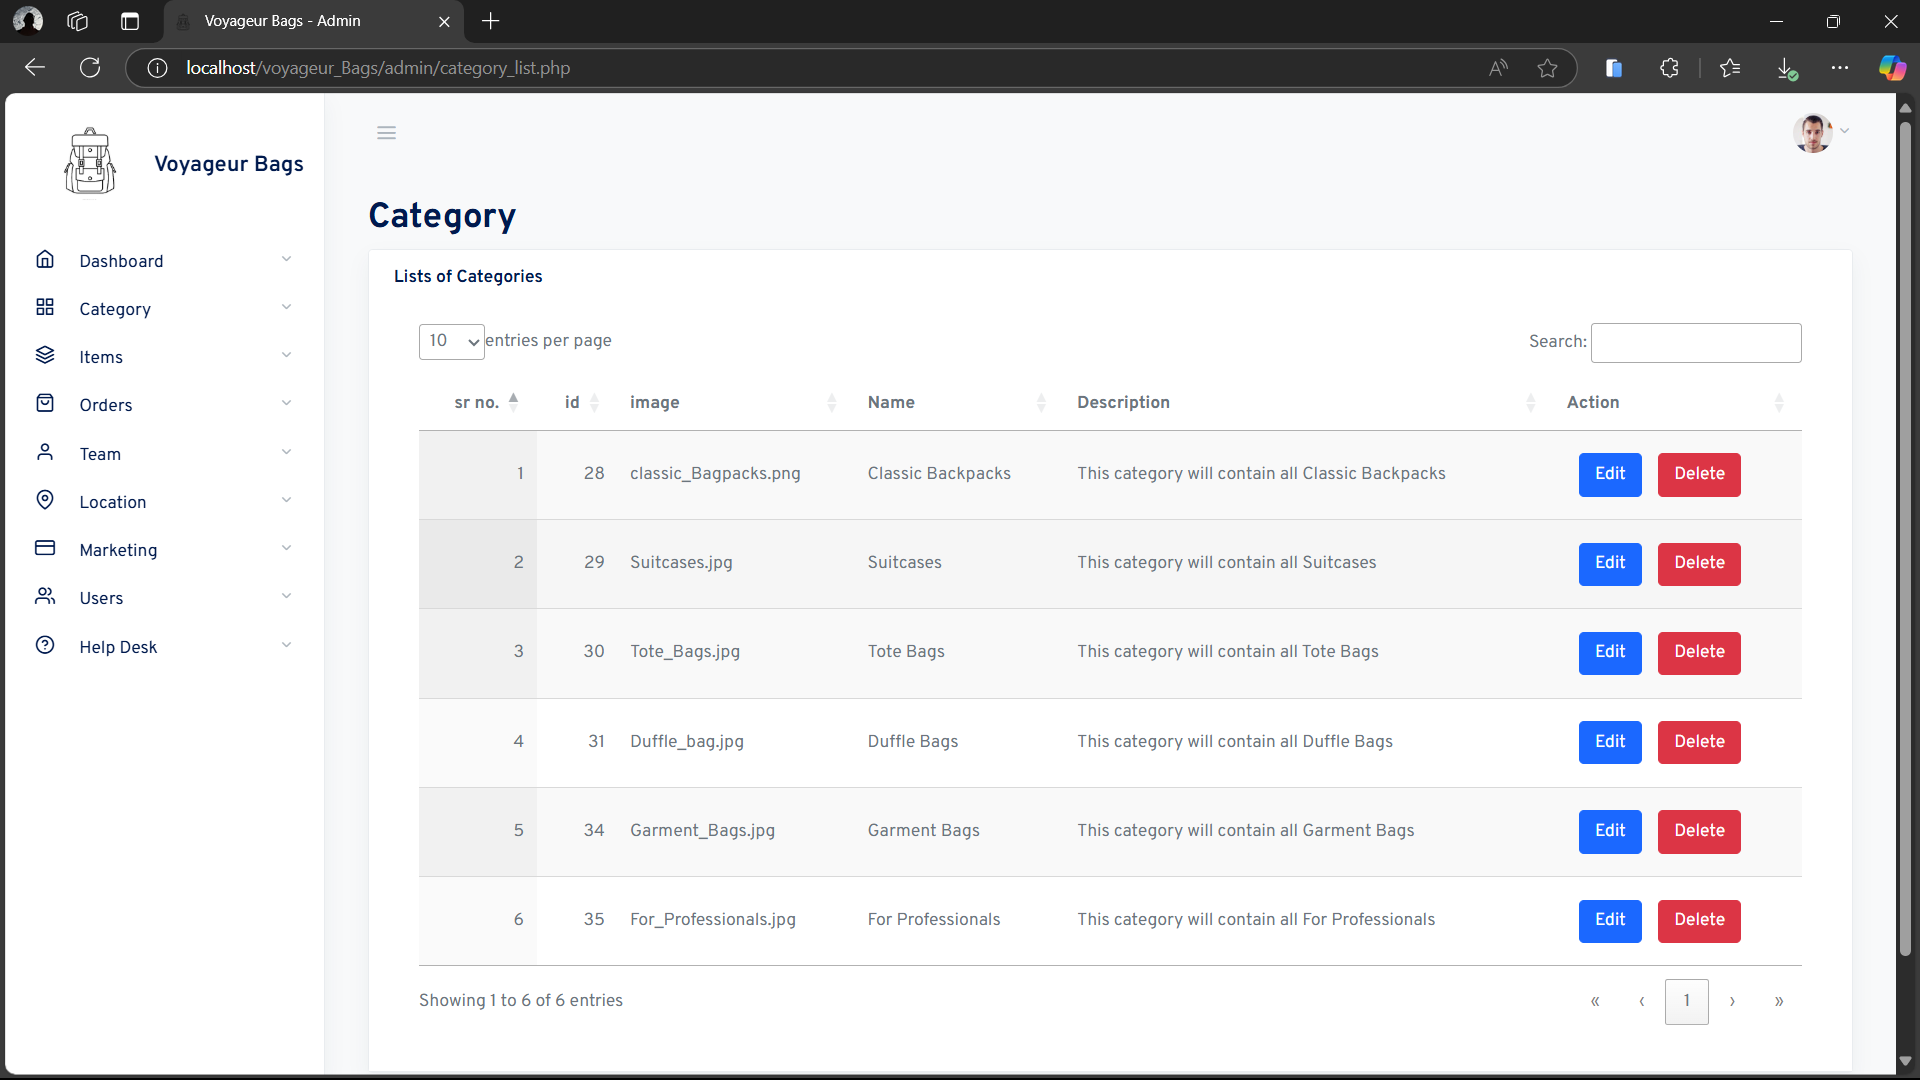 Voyageur Bags - Admin
localhost/voyageur_Bags/admin/category_list.php
Voyageur Bags
Dashboard
Category
Items
Orders
Team
Location
Marketing
Users
Help Desk
Category
Lists of Categories
10 entries per page
Search:
sr no. id image Name Description Action
1 28 classic_Bagpacks.png Classic Backpacks This category will contain all Classic Backpacks Edit Delete
2 29 Suitcases.jpg Suitcases This category will contain all Suitcases Edit Delete
3 30 Tote_Bags.jpg Tote Bags This category will contain all Tote Bags Edit Delete
4 31 Duffle_bag.jpg Duffle Bags This category will contain all Duffle Bags Edit Delete
5 34 Garment_Bags.jpg Garment Bags This category will contain all Garment Bags Edit Delete
6 35 For_Professionals.jpg For Professionals This category will contain all For Professionals Edit Delete
Showing 1 to 6 of 6 entries
« ‹ 1 › »